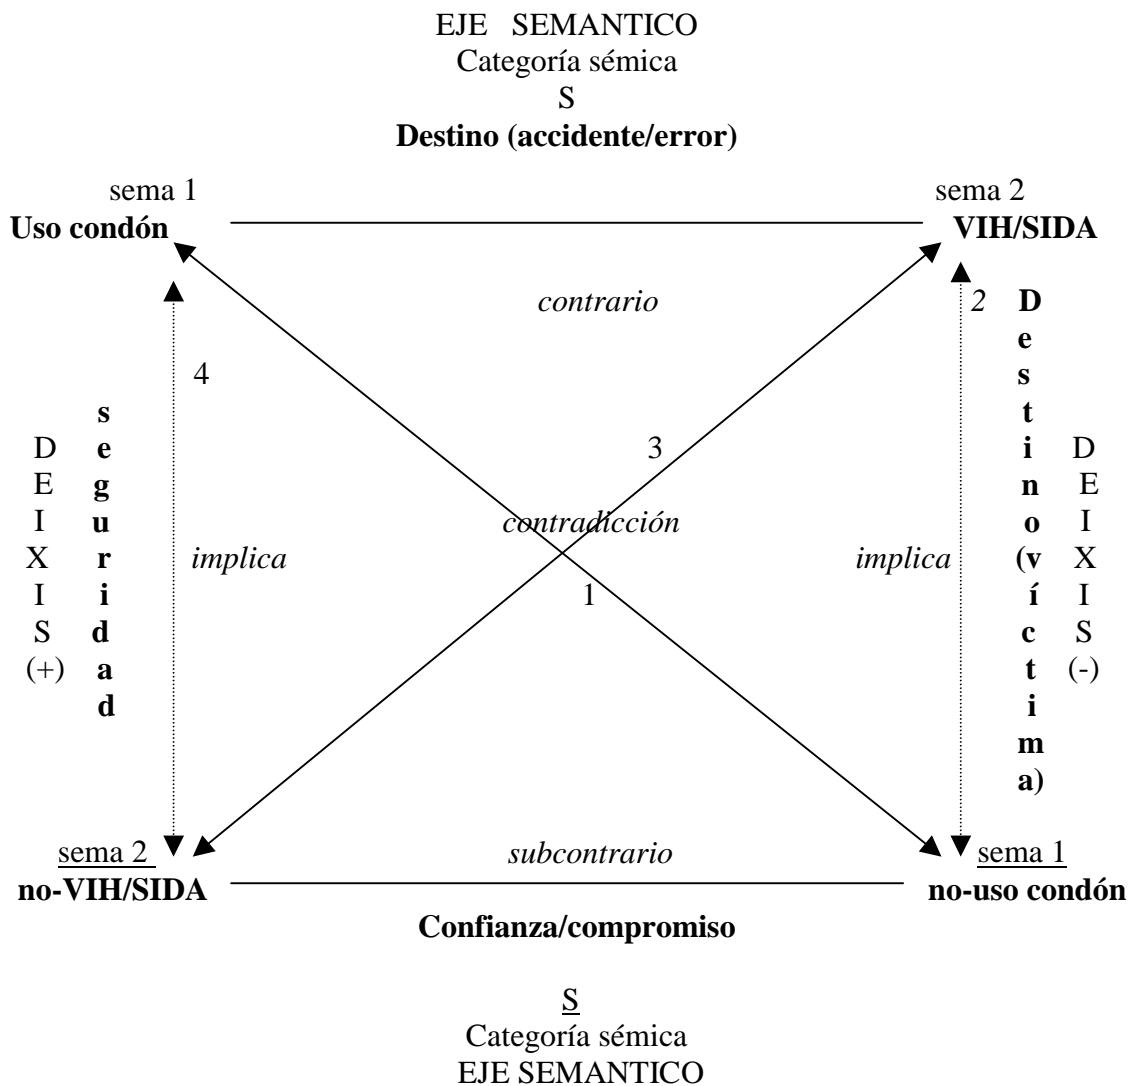 EJE SEMANTICO
Categoría sémica
S
Destino (accidente/error)
sema 1
sema 2
Uso condón
VIH/SIDA
contrario
2
4
3
contradicción
1
implica
implica
DEIXIS (+)
seguridad
Destino (víctima)
DEIXIS (-)
sema 2
subcontrario
sema 1
no-VIH/SIDA
no-uso condón
Confianza/compromiso
S
Categoría sémica
EJE SEMANTICO